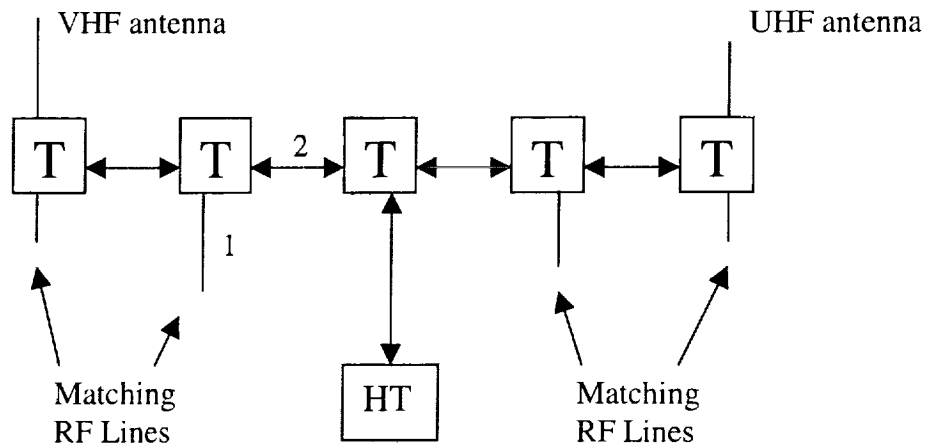 VHF antenna
UHF antenna
T
T
2
T
T
T
1
Matching
RF Lines
HT
Matching
RF Lines